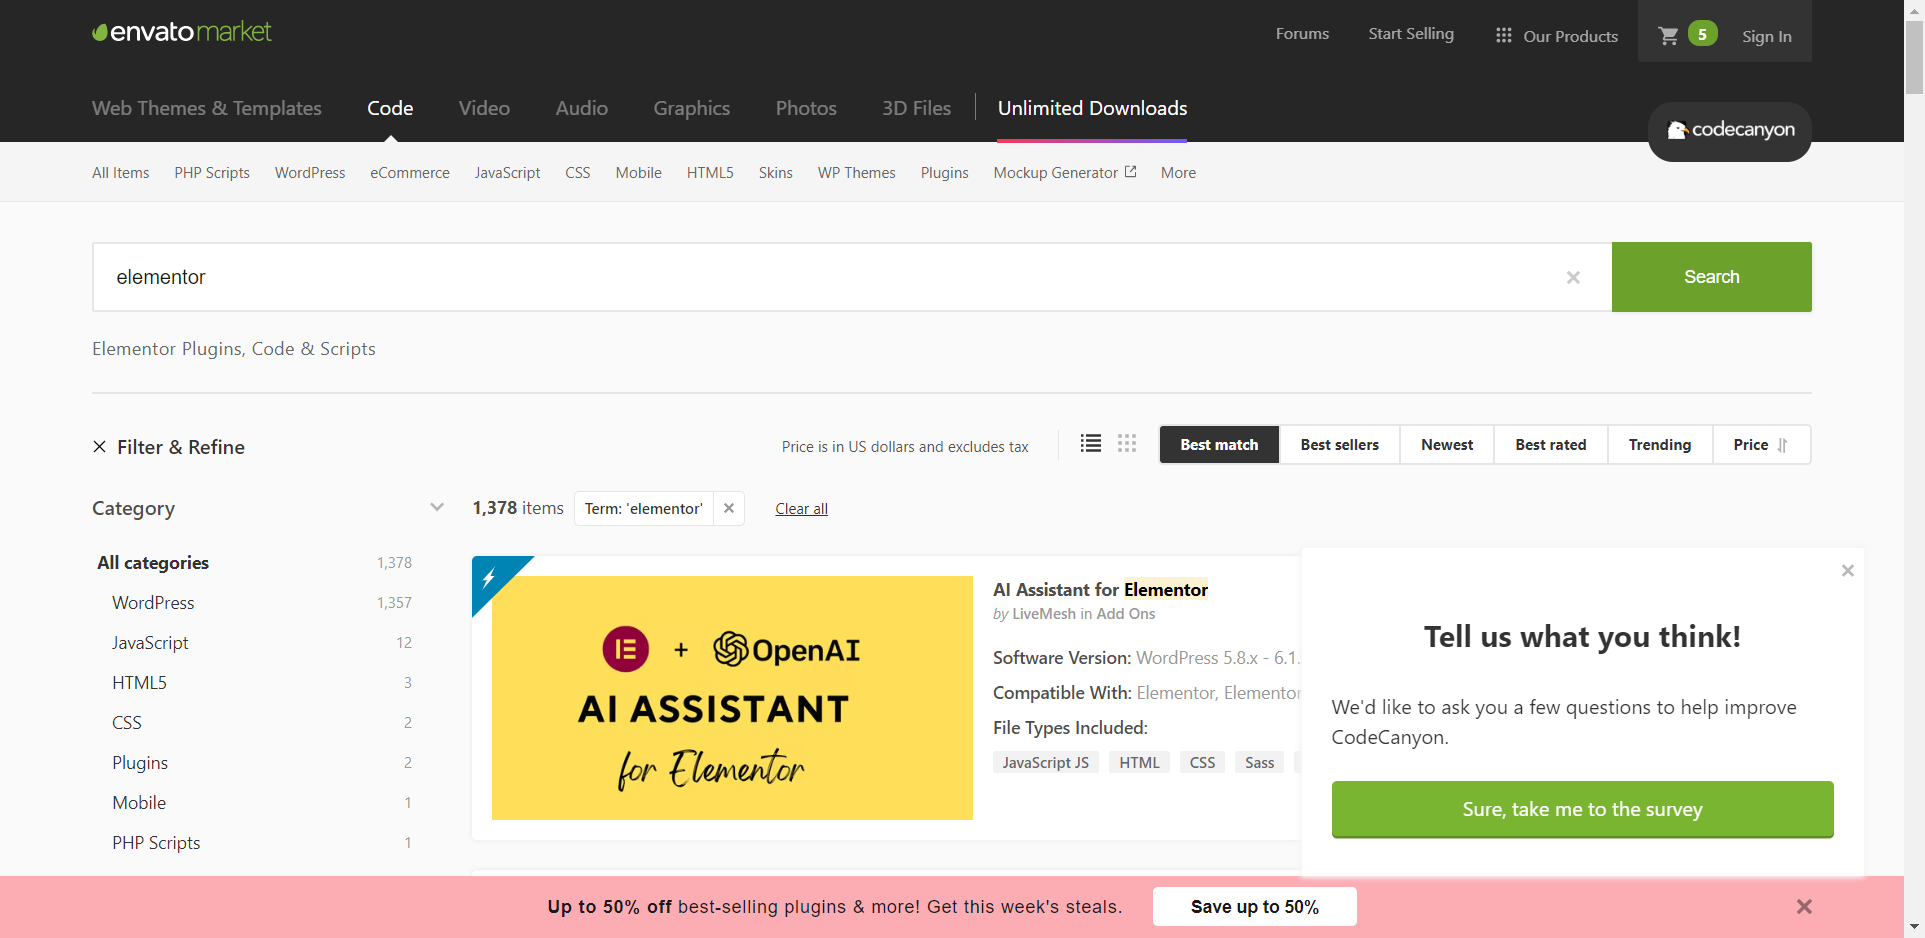 envato market
Forums Start Selling Our Products 5 Sign In
Web Themes & Templates Code Video Audio Graphics Photos 3D Files Unlimited Downloads
codecanyon
All Items PHP Scripts WordPress eCommerce JavaScript CSS Mobile HTML5 Skins WP Themes Plugins Mockup Generator More
elementor
Search
Elementor Plugins, Code & Scripts
Filter & Refine
Price is in US dollars and excludes tax
Best match Best sellers Newest Best rated Trending Price
Category
1,378 items Term: 'elementor' Clear all
All categories 1,378
WordPress 1,357
JavaScript 12
HTML5 3
CSS 2
Plugins 2
Mobile 1
PHP Scripts 1
E + OpenAI
AI ASSISTANT
for Elementor
AI Assistant for Elementor
by LiveMesh in Add Ons
Software Version: WordPress 5.8.x - 6.1.
Compatible With: Elementor, Elementor
File Types Included:
JavaScript JS HTML CSS Sass
Tell us what you think!
We'd like to ask you a few questions to help improve
CodeCanyon.
Sure, take me to the survey
Up to 50% off best-selling plugins & more! Get this week's steals. Save up to 50%